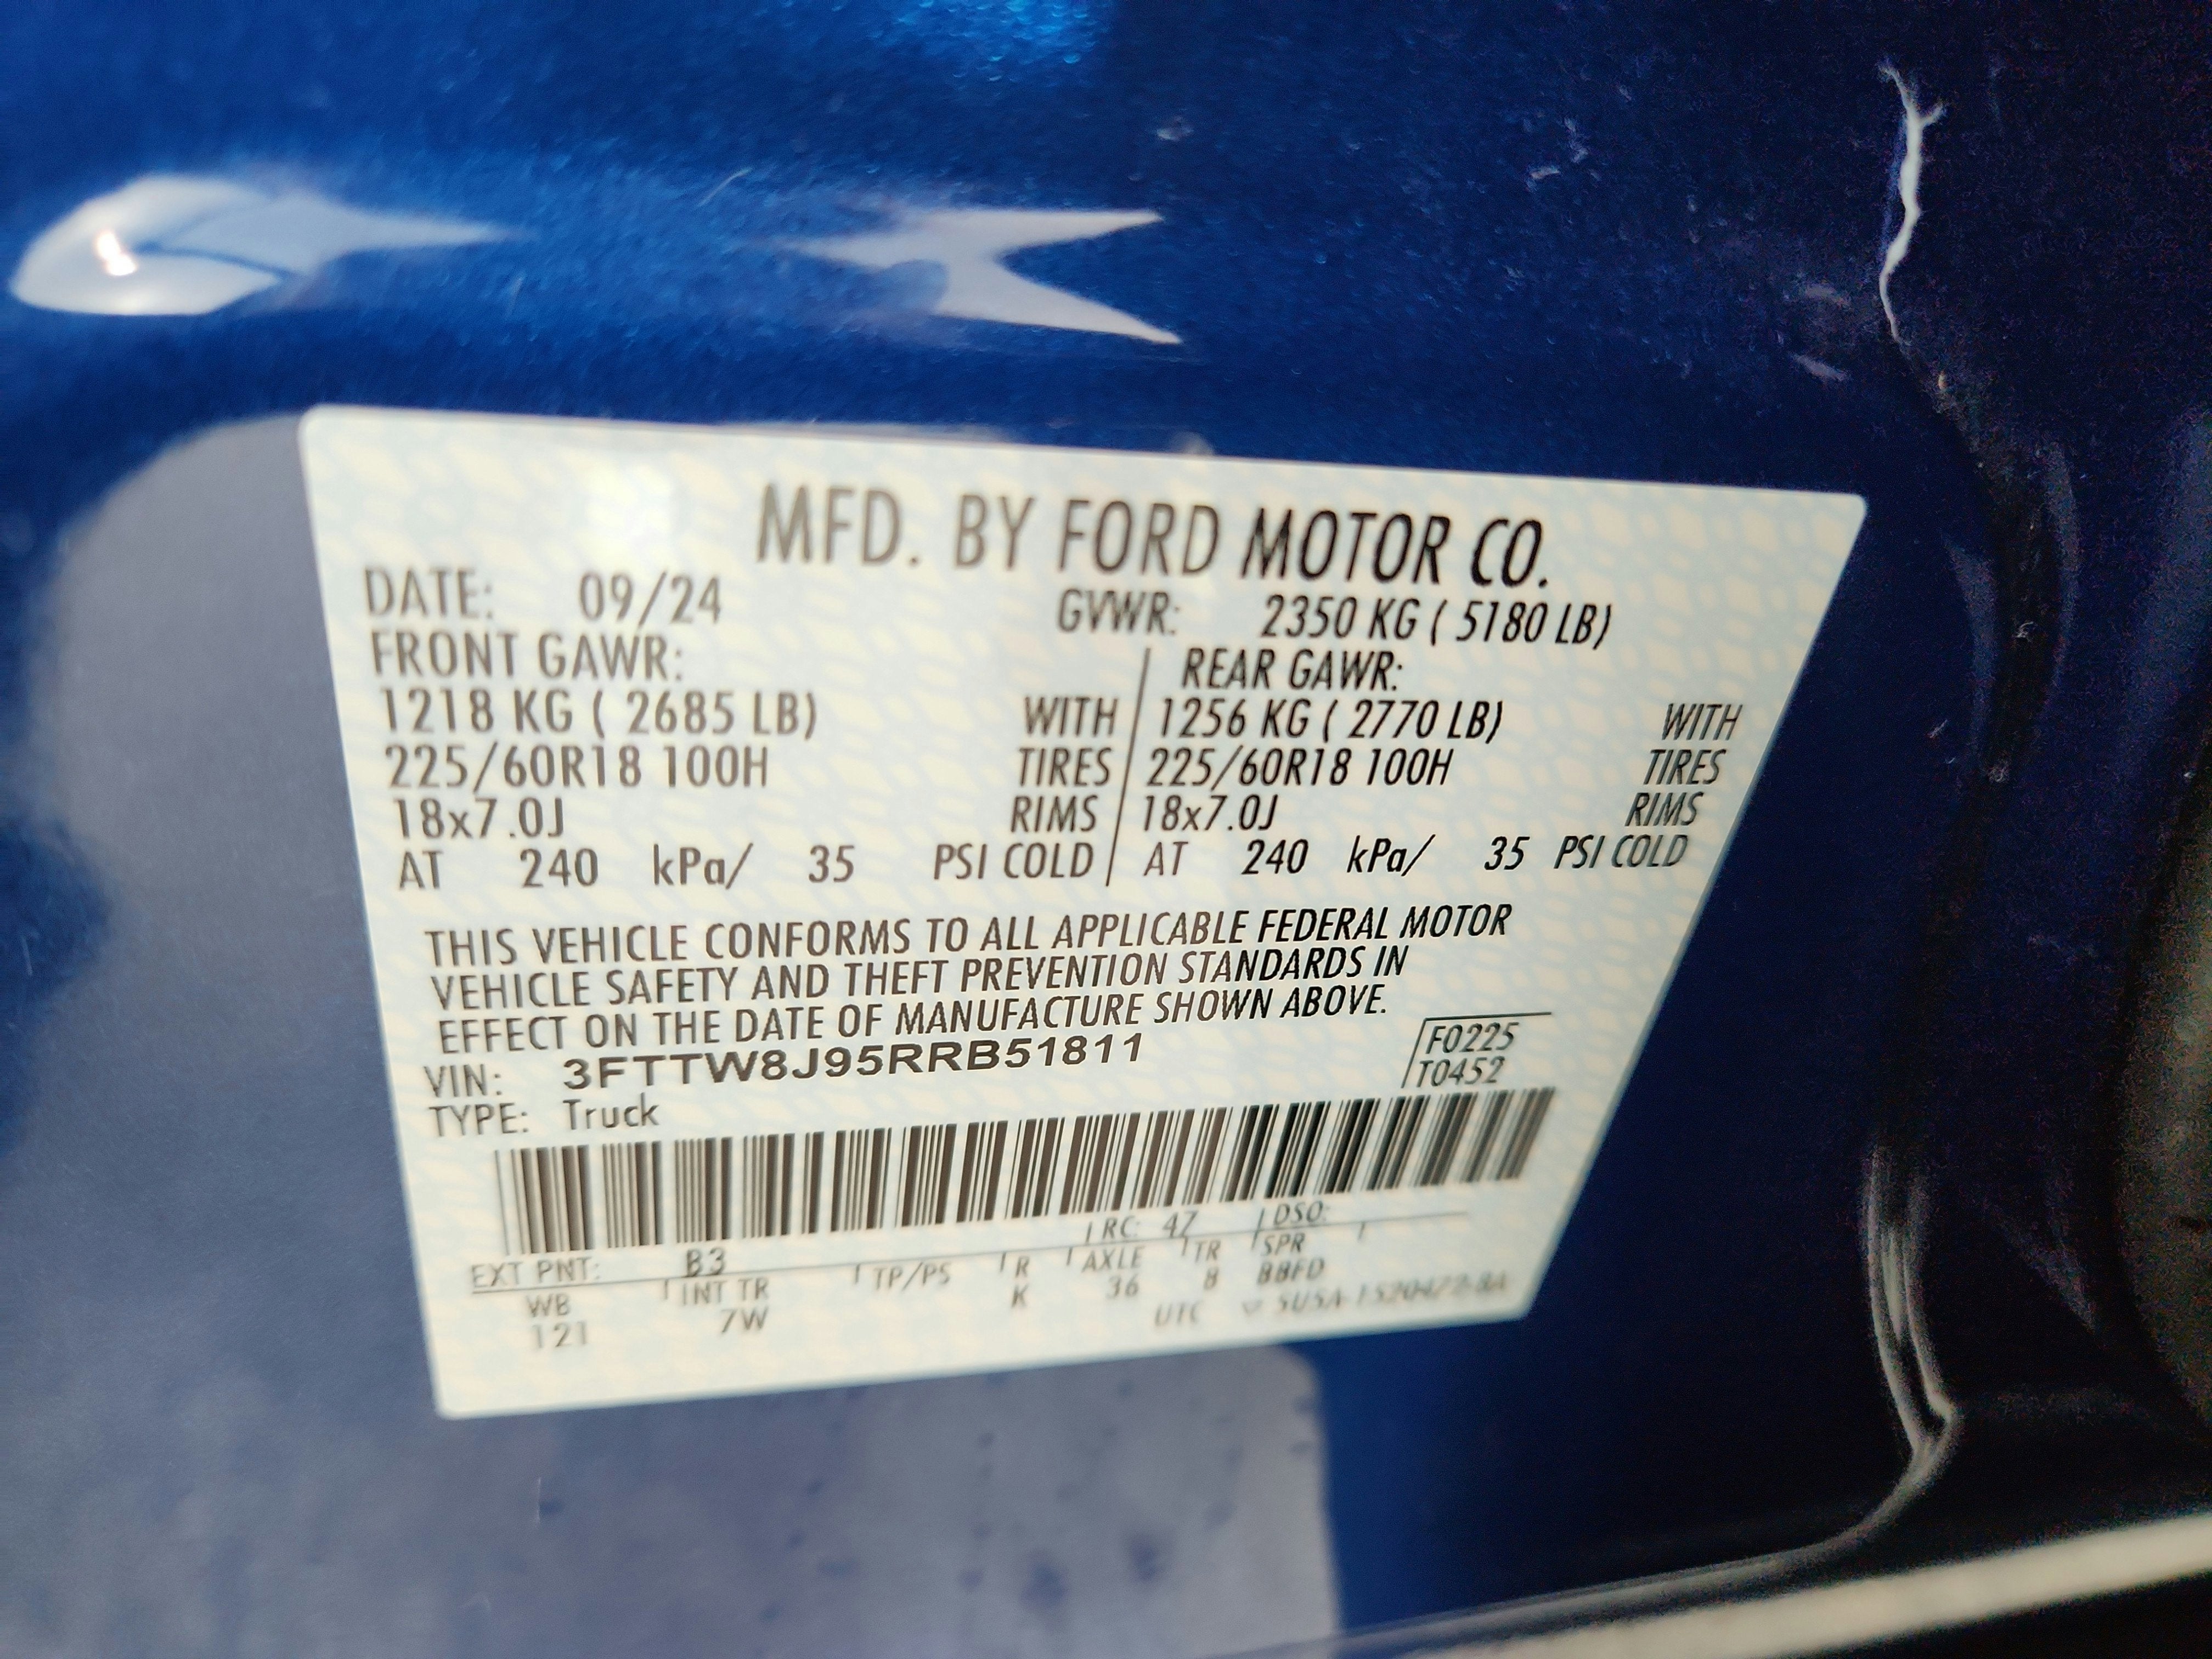 MFD. BY FORD MOTOR CO.
DATE: 09/24 GVWR: 2350 KG ( 5180 LB)
FRONT GAWR: REAR GAWR:
1218 KG ( 2685 LB) WITH 1256 KG ( 2770 LB) WITH
225/60R18 100H TIRES 225/60R18 100H TIRES
18x7.0J RIMS 18x7.0J RIMS
AT 240 kPa/ 35 PSI COLD AT 240 kPa/ 35 PSI COLD
THIS VEHICLE CONFORMS TO ALL APPLICABLE FEDERAL MOTOR
VEHICLE SAFETY AND THEFT PREVENTION STANDARDS IN
EFFECT ON THE DATE OF MANUFACTURE SHOWN ABOVE.
VIN: 3FTTW8J95RRB51811
F0225
T0452
TYPE: Truck
EXT PNT: B3 RC: 47 DSO:
WB INT TR TP/PS R AXLE TR SPR
121 7W K 36 8 BBFD
UTC